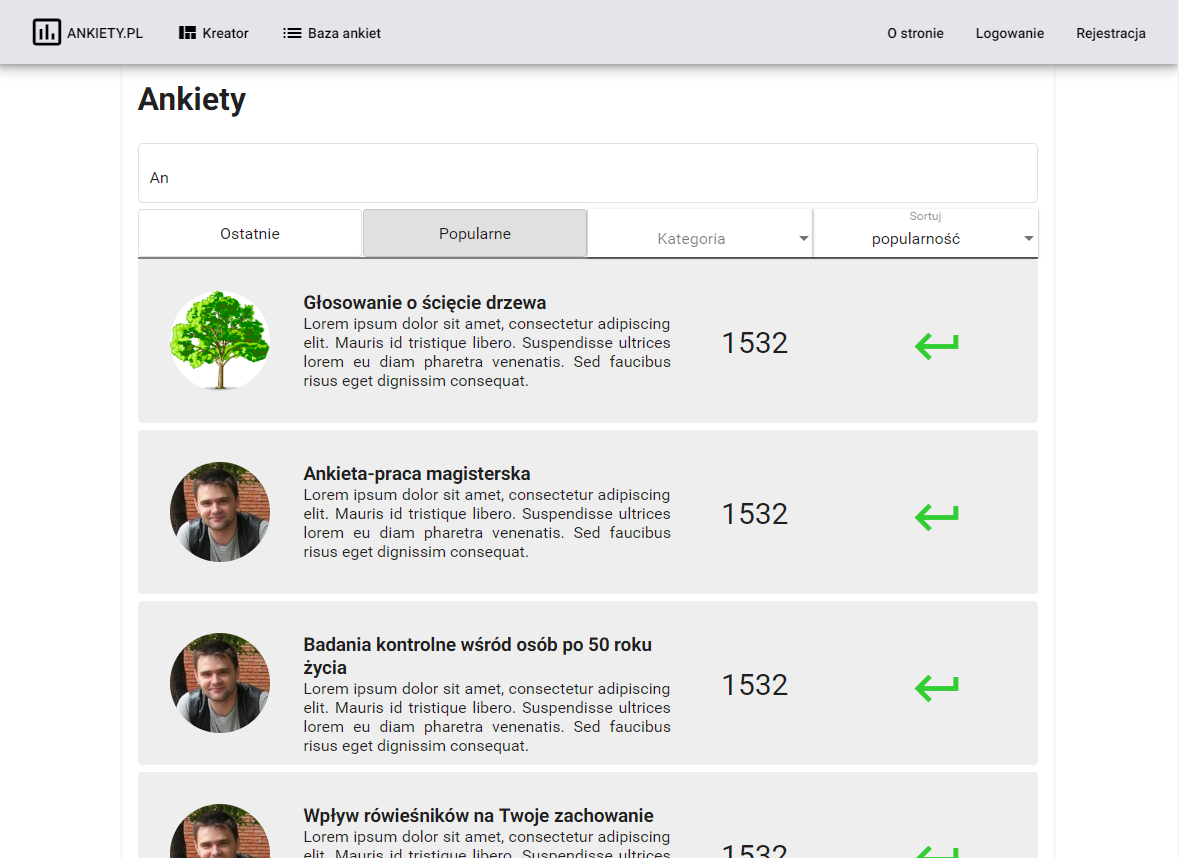 ANKIETY.PL Kreator Baza ankiet O stronie Logowanie Rejestracja
Ankiety
An
Ostatnie Popularne Kategoria Sortuj popularność
Głosowanie o ścięcie drzewa
Lorem ipsum dolor sit amet, consectetur adipiscing
elit. Mauris id tristique libero. Suspendisse ultrices
lorem eu diam pharetra venenatis. Sed faucibus
risus eget dignissim consequat.
1532
Ankieta-praca magisterska
Lorem ipsum dolor sit amet, consectetur adipiscing
elit. Mauris id tristique libero. Suspendisse ultrices
lorem eu diam pharetra venenatis. Sed faucibus
risus eget dignissim consequat.
1532
Badania kontrolne wśród osób po 50 roku
życia
Lorem ipsum dolor sit amet, consectetur adipiscing
elit. Mauris id tristique libero. Suspendisse ultrices
lorem eu diam pharetra venenatis. Sed faucibus
risus eget dignissim consequat.
1532
Wpływ rówieśników na Twoje zachowanie
Lorem ipsum dolor sit amet, consectetur adipiscing
elit. Mauris id tristique libero. Suspendisse ultrices
1532